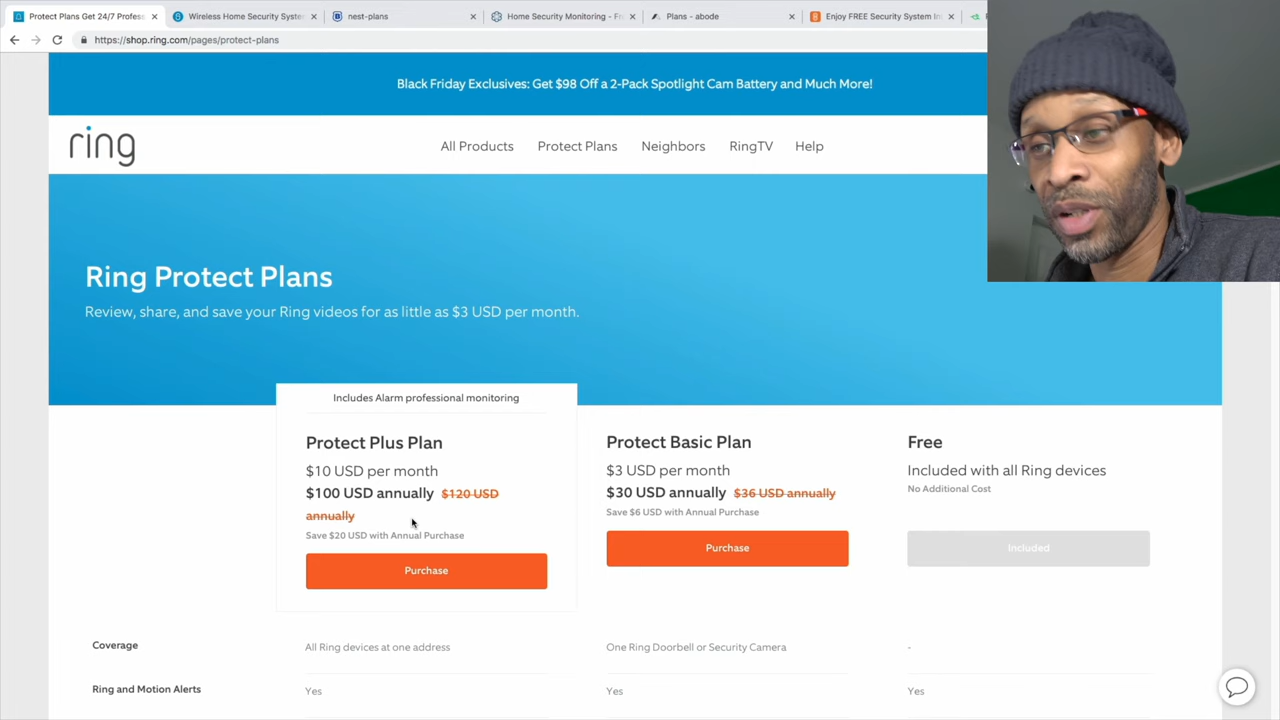 Protect Plans Get 24/7 Profess
Wireless Home Security Syste
nest-plans
Home Security Monitoring - Fr
Plans - abode
Enjoy FREE Security System In
https://shop.ring.com/pages/protect-plans
Black Friday Exclusives: Get $98 Off a 2-Pack Spotlight Cam Battery and Much More!
ring
All Products
Protect Plans
Neighbors
RingTV
Help
Ring Protect Plans
Review, share, and save your Ring videos for as little as $3 USD per month.
Includes Alarm professional monitoring
Protect Plus Plan
$10 USD per month
$100 USD annually $120 USD
annually
Save $20 USD with Annual Purchase
Purchase
Protect Basic Plan
$3 USD per month
$30 USD annually $36 USD annually
Save $6 USD with Annual Purchase
Purchase
Free
Included with all Ring devices
No Additional Cost
Included
Coverage
All Ring devices at one address
One Ring Doorbell or Security Camera
-
Ring and Motion Alerts
Yes
Yes
Yes